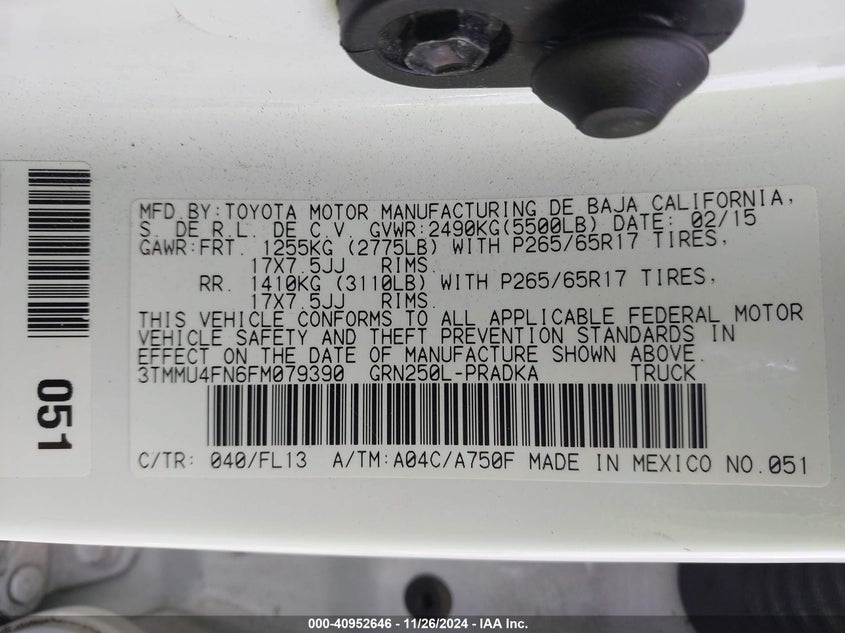 MFD.BY:TOYOTA MOTOR MANUFACTURING DE BAJA CALIFORNIA,
S. DE R.L. DE C.V. GVWR:2490KG(5500LB) DATE: 02/15
GAWR:FRT. 1255KG (2775LB) WITH P265/65R17 TIRES,
17X7.5JJ RIMS.
RR. 1410KG (3110LB) WITH P265/65R17 TIRES,
17X7.5JJ RIMS.
THIS VEHICLE CONFORMS TO ALL APPLICABLE FEDERAL MOTOR
VEHICLE SAFETY AND THEFT PREVENTION STANDARDS IN
EFFECT ON THE DATE OF MANUFACTURE SHOWN ABOVE.
3TMMU4FN6FM079390 GRN250L-PRADKA TRUCK
C/TR: 040/FL13 A/TM:A04C/A750F MADE IN MEXICO NO.051
051
000-40952646 - 11/26/2024 - IAA Inc.